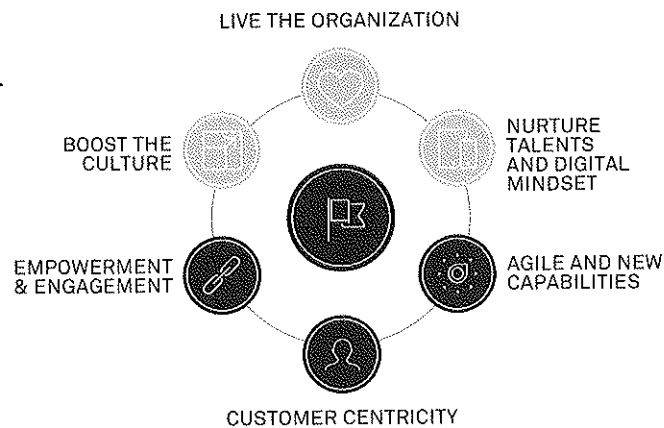 LIVE THE ORGANIZATION
BOOST THE
CULTURE
NURTURE
TALENTS
AND DIGITAL
MINDSET
EMPOWERMENT
& ENGAGEMENT
AGILE AND NEW
CAPABILITIES
CUSTOMER CENTRICITY